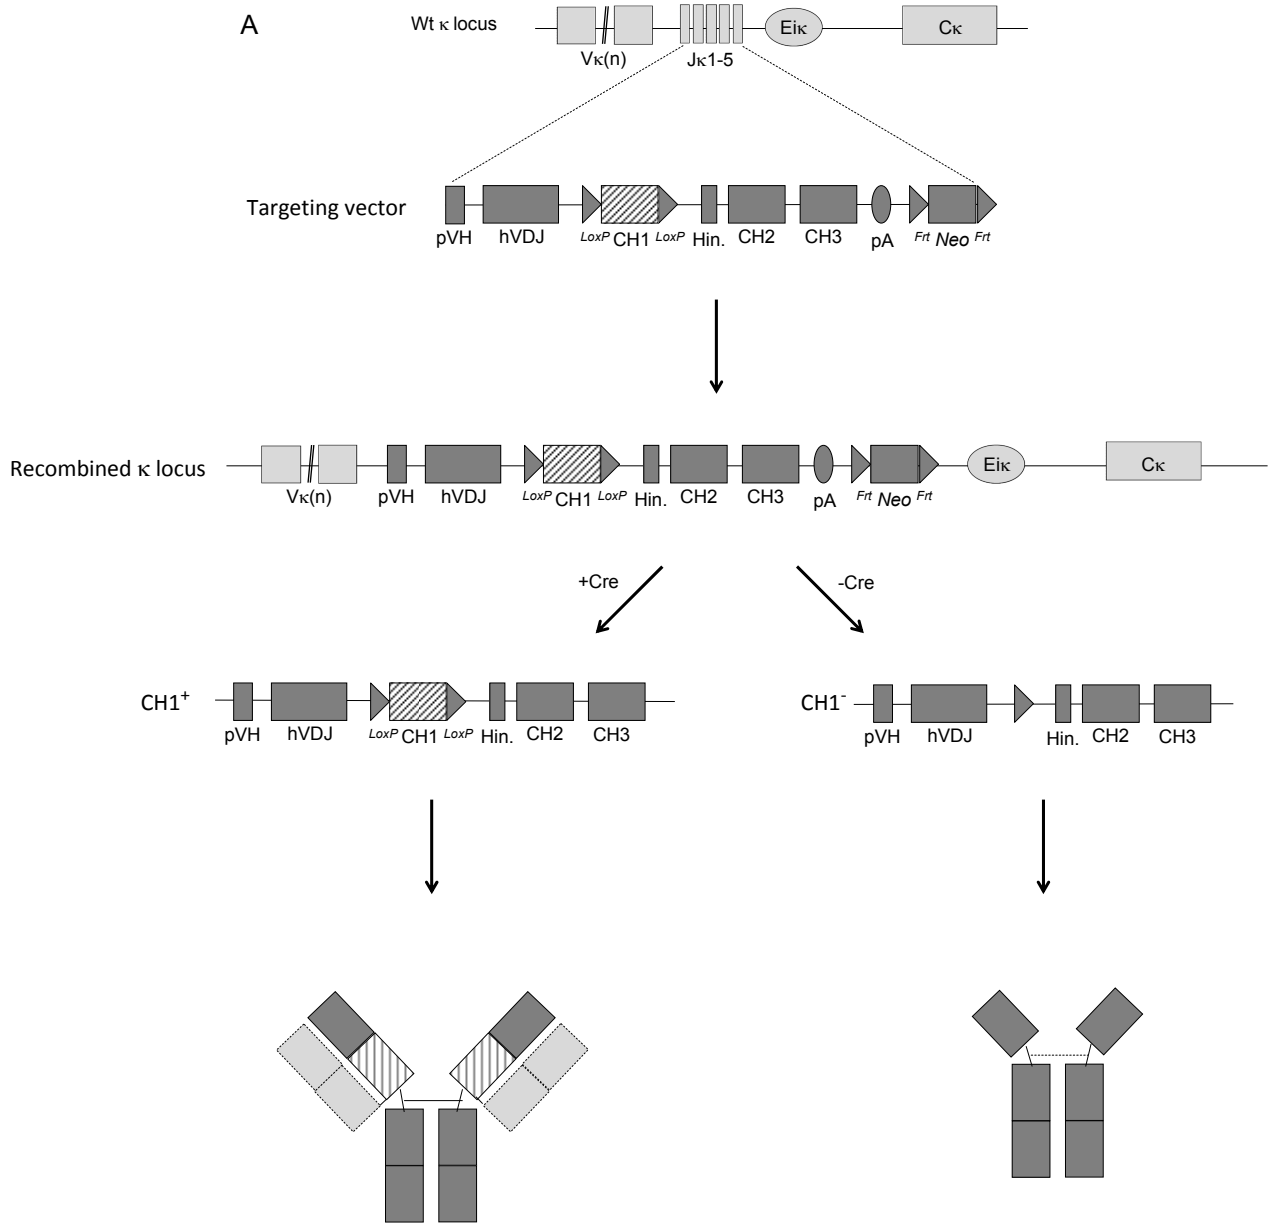 A
Wt κ locus
Eiκ
Cκ
Vκ(n)
Jκ1-5
Targeting vector
pVH
hVDJ
LoxP
CH1
LoxP
Hin.
CH2
CH3
pA
Frt
Neo
Frt
Recombined κ locus
Eiκ
Cκ
Vκ(n)
pVH
hVDJ
LoxP
CH1
LoxP
Hin.
CH2
CH3
pA
Frt
Neo
Frt
+Cre
-Cre
CH1+
pVH
hVDJ
LoxP
CH1
LoxP
Hin.
CH2
CH3
CH1-
pVH
hVDJ
Hin.
CH2
CH3